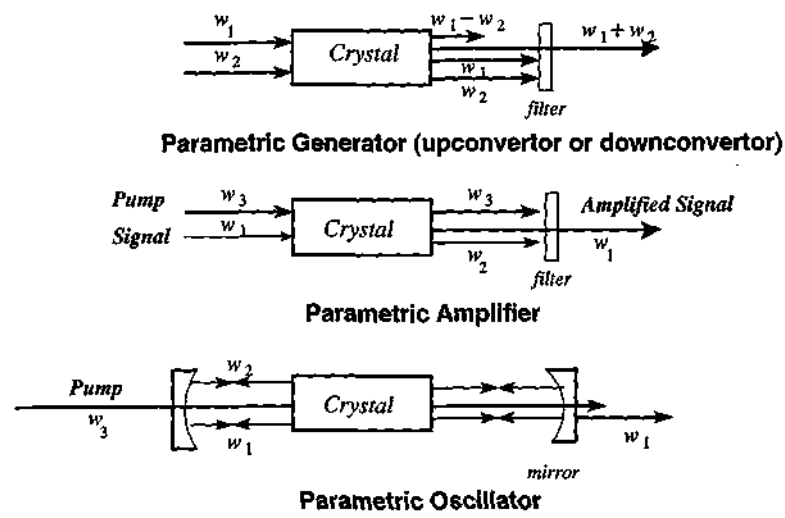 w1 − w2
w1
Crystal
w1 + w2
w2
w1
w2
filter
Parametric Generator (upconvertor or downconvertor)
Pump
w3
w3
Amplified Signal
Signal
w1
Crystal
w2
w1
filter
Parametric Amplifier
w2
Pump
Crystal
w3
w1
w1
mirror
Parametric Oscillator